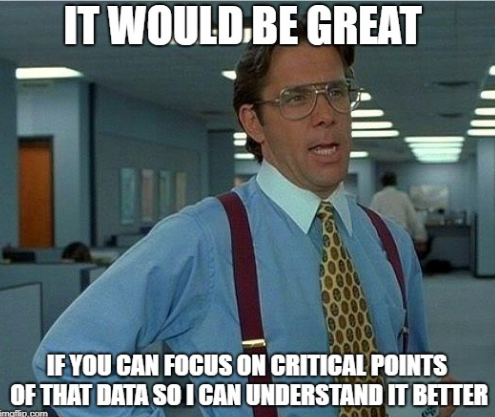 IT WOULD BE GREAT
IF YOU CAN FOCUS ON CRITICAL POINTS
OF THAT DATA SO I CAN UNDERSTAND IT BETTER
imgflip.com